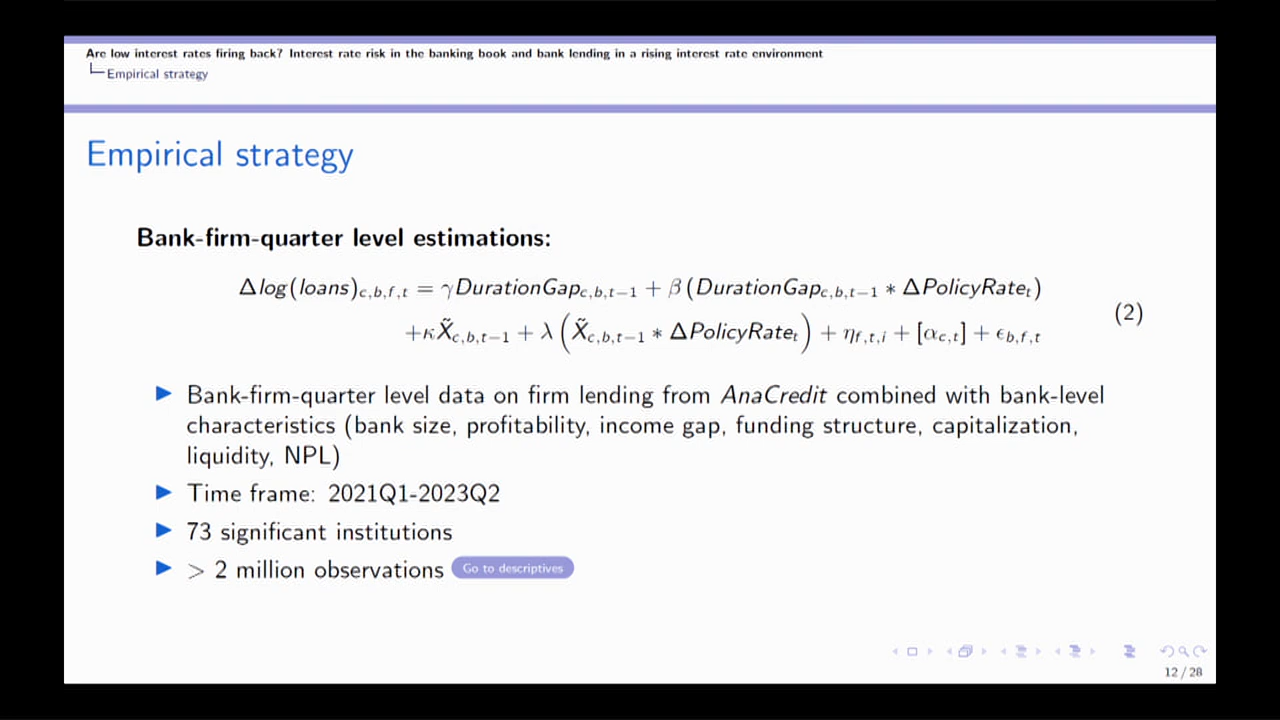 Are low interest rates firing back? Interest rate risk in the banking book and bank lending in a rising interest rate environment
Empirical strategy
Empirical strategy
Bank-firm-quarter level estimations:
Δlog(loans)c,b,f,t = γDurationGapc,b,t−1 + β(DurationGapc,b,t−1 * ΔPolicyRatet)
+κX̃c,b,t−1 + λ(X̃c,b,t−1 * ΔPolicyRatet) + ηf,t,i + [αc,t] + ϵb,f,t
(2)
▶ Bank-firm-quarter level data on firm lending from AnaCredit combined with bank-level
characteristics (bank size, profitability, income gap, funding structure, capitalization,
liquidity, NPL)
▶ Time frame: 2021Q1-2023Q2
▶ 73 significant institutions
▶ > 2 million observations Go to descriptives
12 / 28